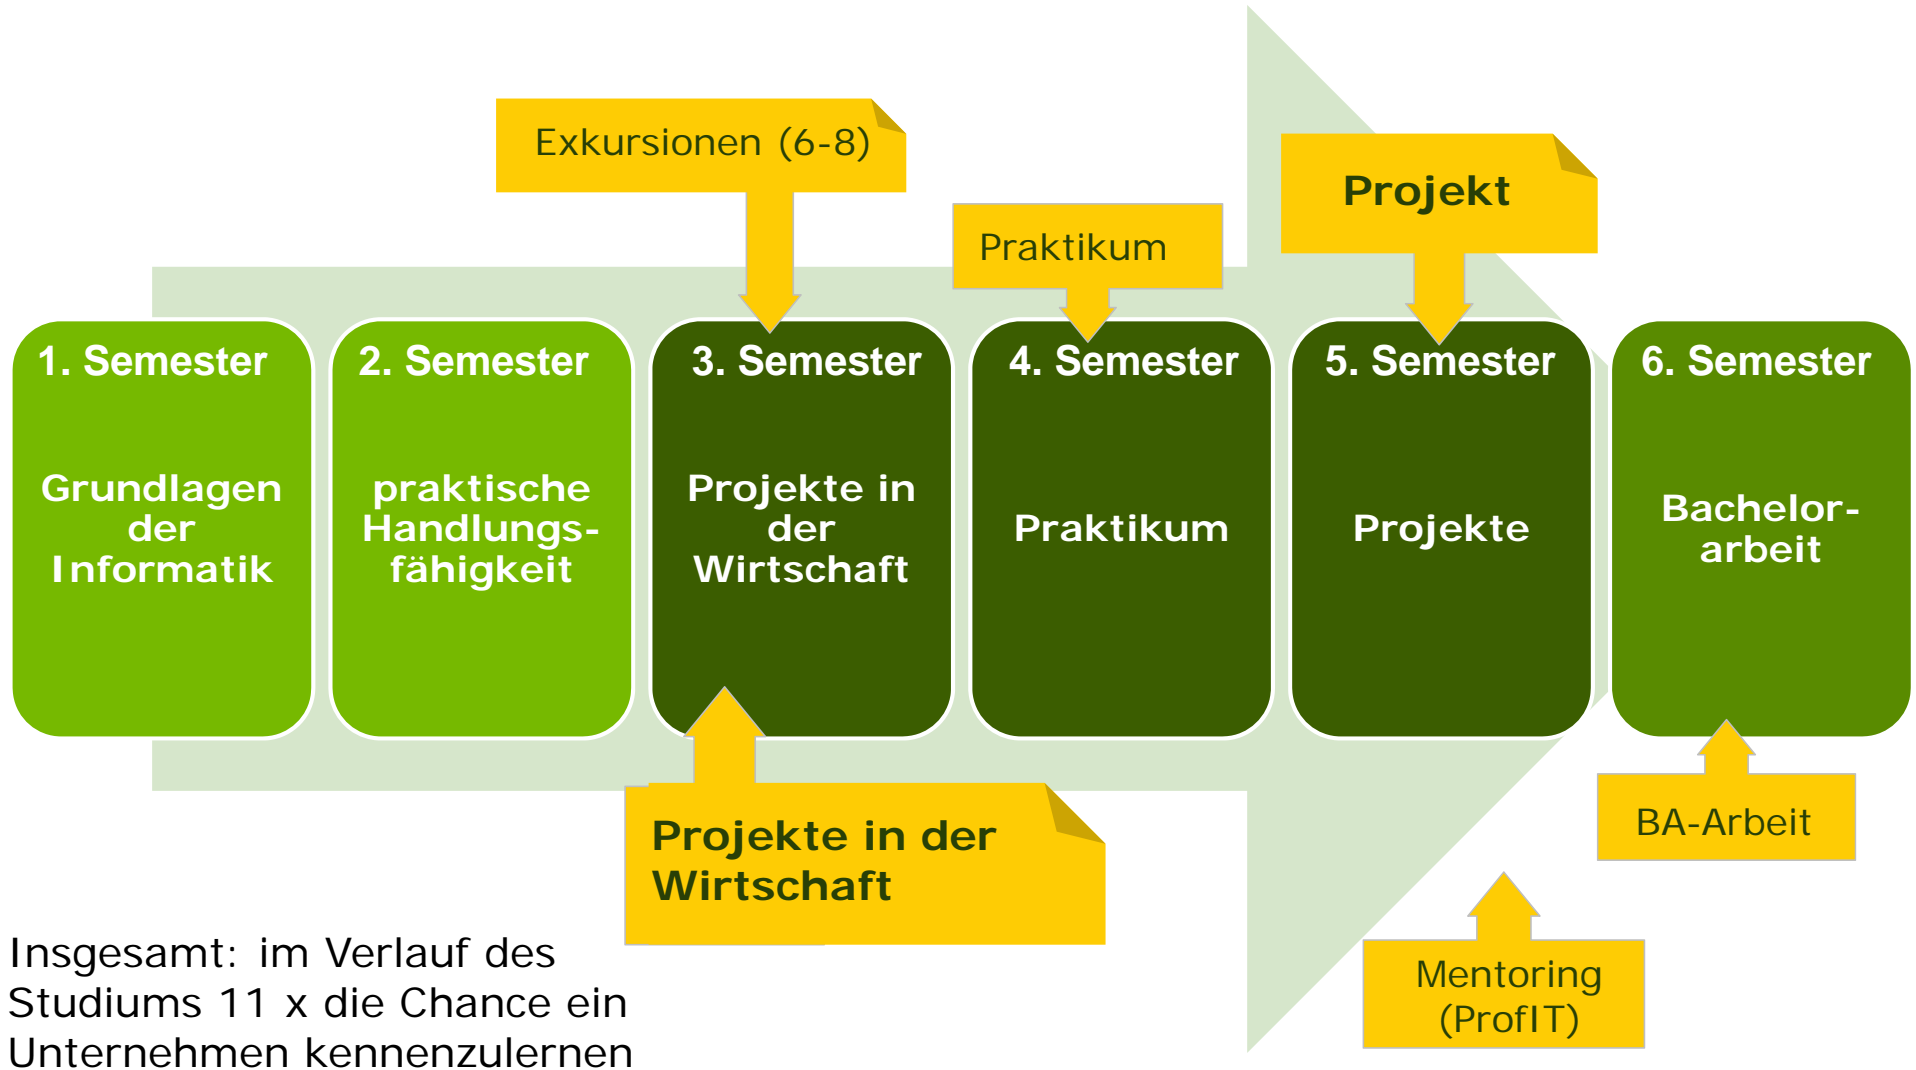 Exkursionen (6-8)
Praktikum
Projekt
1. Semester
Grundlagen
der
Informatik
2. Semester
praktische
Handlungs-
fähigkeit
3. Semester
Projekte in
der
Wirtschaft
4. Semester
Praktikum
5. Semester
Projekte
6. Semester
Bachelor-
arbeit
Projekte in der
Wirtschaft
BA-Arbeit
Mentoring
(ProfIT)
Insgesamt: im Verlauf des
Studiums 11 x die Chance ein
Unternehmen kennenzulernen